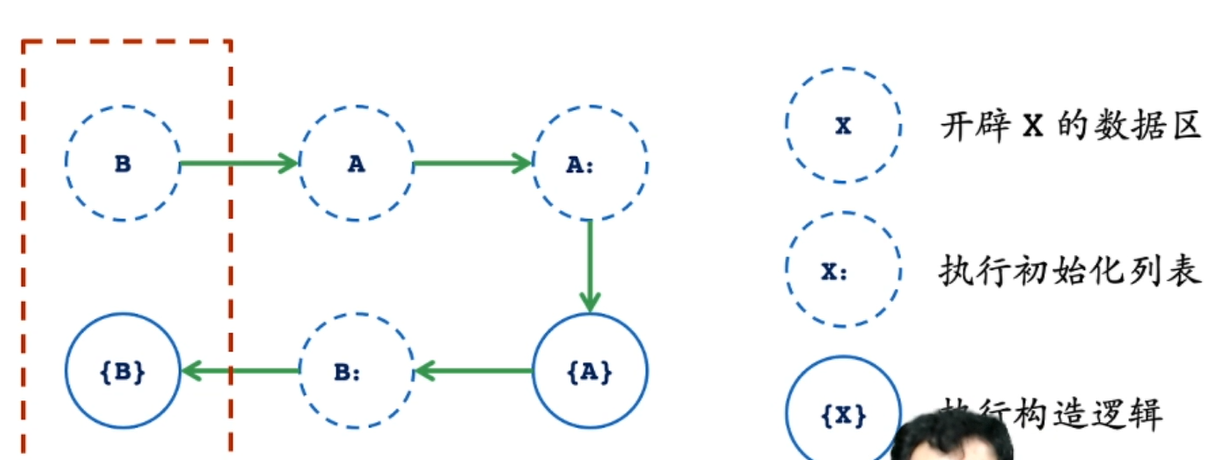 B
A
A:
{B}
B:
{A}
X
开辟 X 的数据区
X:
执行初始化列表
{X}
执行构造逻辑